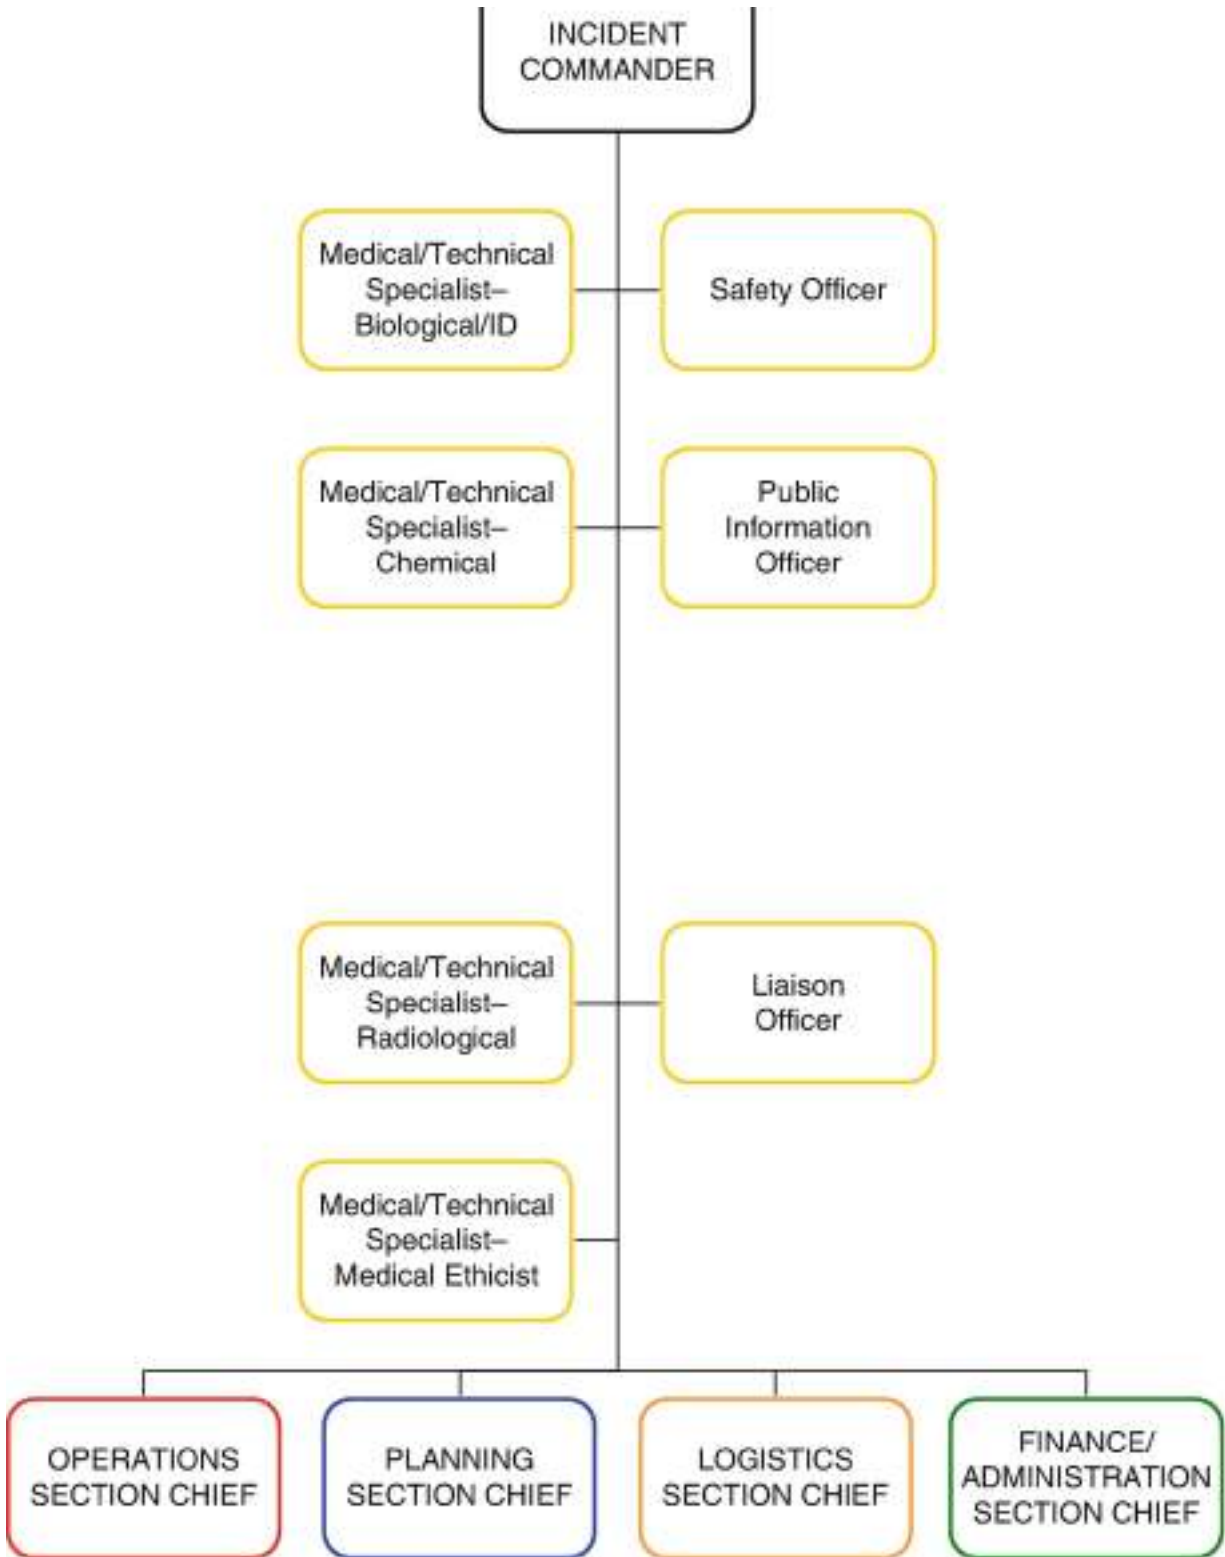 INCIDENT
COMMANDER
Medical/Technical
Specialist–
Biological/ID
Safety Officer
Medical/Technical
Specialist–
Chemical
Public
Information
Officer
Medical/Technical
Specialist–
Radiological
Liaison
Officer
Medical/Technical
Specialist–
Medical Ethicist
OPERATIONS
SECTION CHIEF
PLANNING
SECTION CHIEF
LOGISTICS
SECTION CHIEF
FINANCE/
ADMINISTRATION
SECTION CHIEF